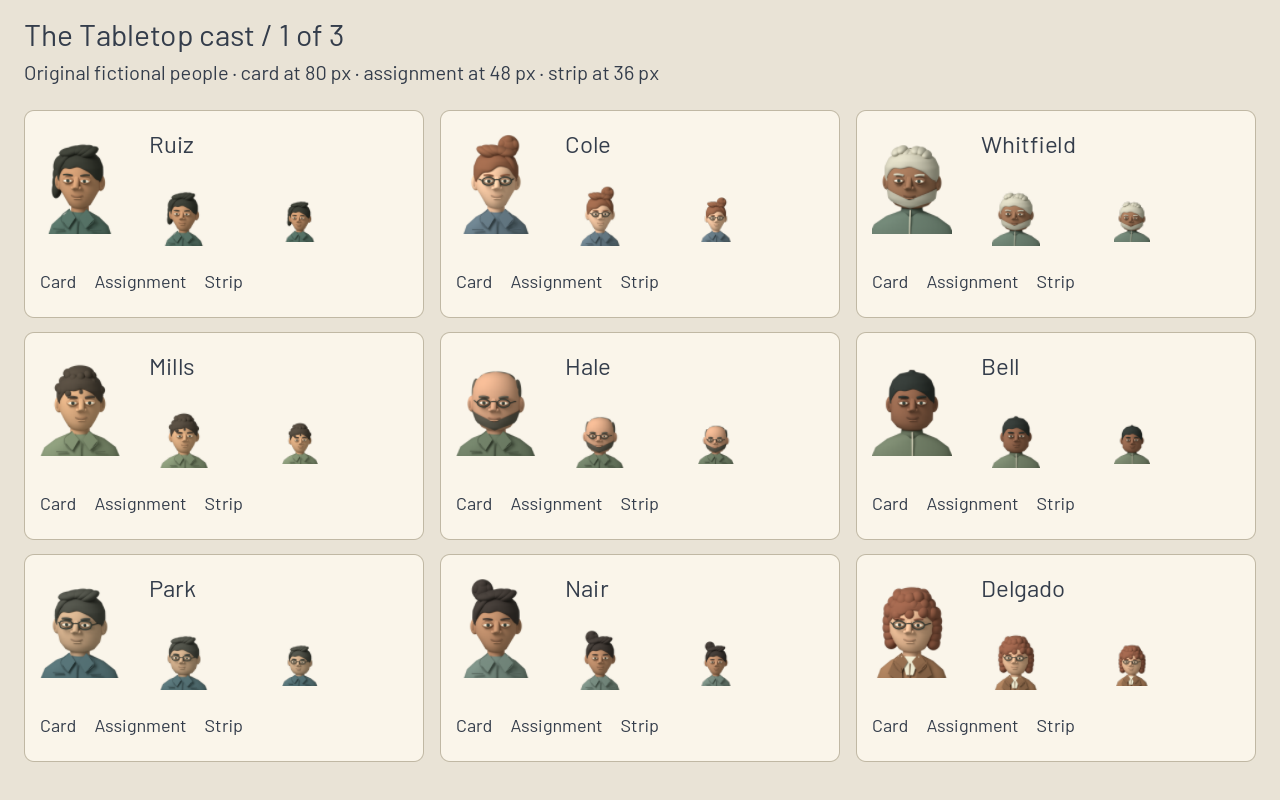 The Tabletop cast / 1 of 3
Original fictional people · card at 80 px · assignment at 48 px · strip at 36 px
Ruiz
Card Assignment Strip
Cole
Card Assignment Strip
Whitfield
Card Assignment Strip
Mills
Card Assignment Strip
Hale
Card Assignment Strip
Bell
Card Assignment Strip
Park
Card Assignment Strip
Nair
Card Assignment Strip
Delgado
Card Assignment Strip